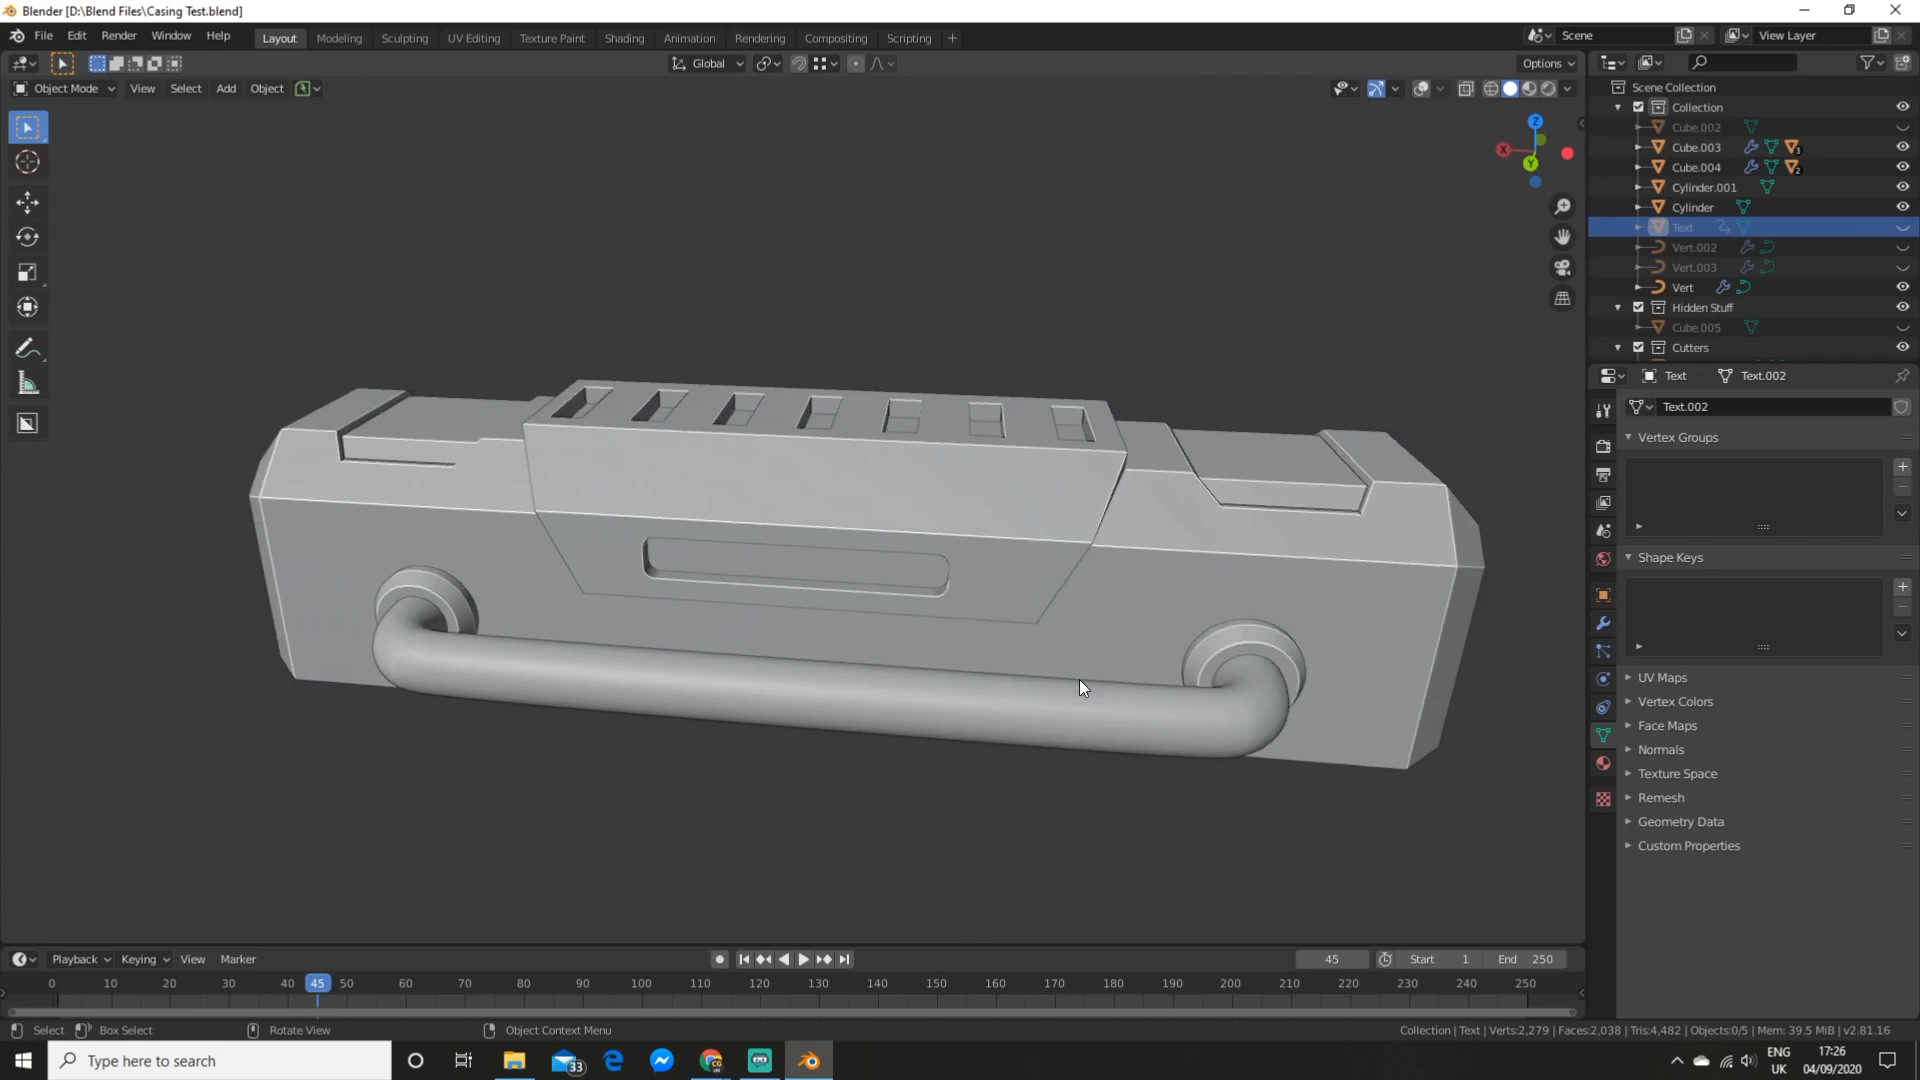 Blender [D:\Blend Files\Casing Test.blend]
File Edit Render Window Help Layout Modeling Sculpting UV Editing Texture Paint Shading Animation Rendering Compositing Scripting + Scene View Layer
Global Options
Object Mode View Select Add Object
Z
X
Y
Scene Collection
Collection
Cube.002
Cube.003 3
Cube.004 2
Cylinder.001
Cylinder
Text
Vert.002
Vert.003
Vert
Hidden Stuff
Cube.005
Cutters
Text Text.002
Text.002
Vertex Groups
Shape Keys
UV Maps
Vertex Colors
Face Maps
Normals
Texture Space
Remesh
Geometry Data
Custom Properties
Playback Keying View Marker 45 Start 1 End 250
0 10 20 30 40 45 50 60 70 80 90 100 110 120 130 140 150 160 170 180 190 200 210 220 230 240 250
Select Box Select Rotate View Object Context Menu Collection | Text | Verts:2,279 | Faces:2,038 | Tris:4,482 | Objects:0/5 | Mem: 39.5 MiB | v2.81.16
Type here to search 33 ENG UK 17:26 04/09/2020